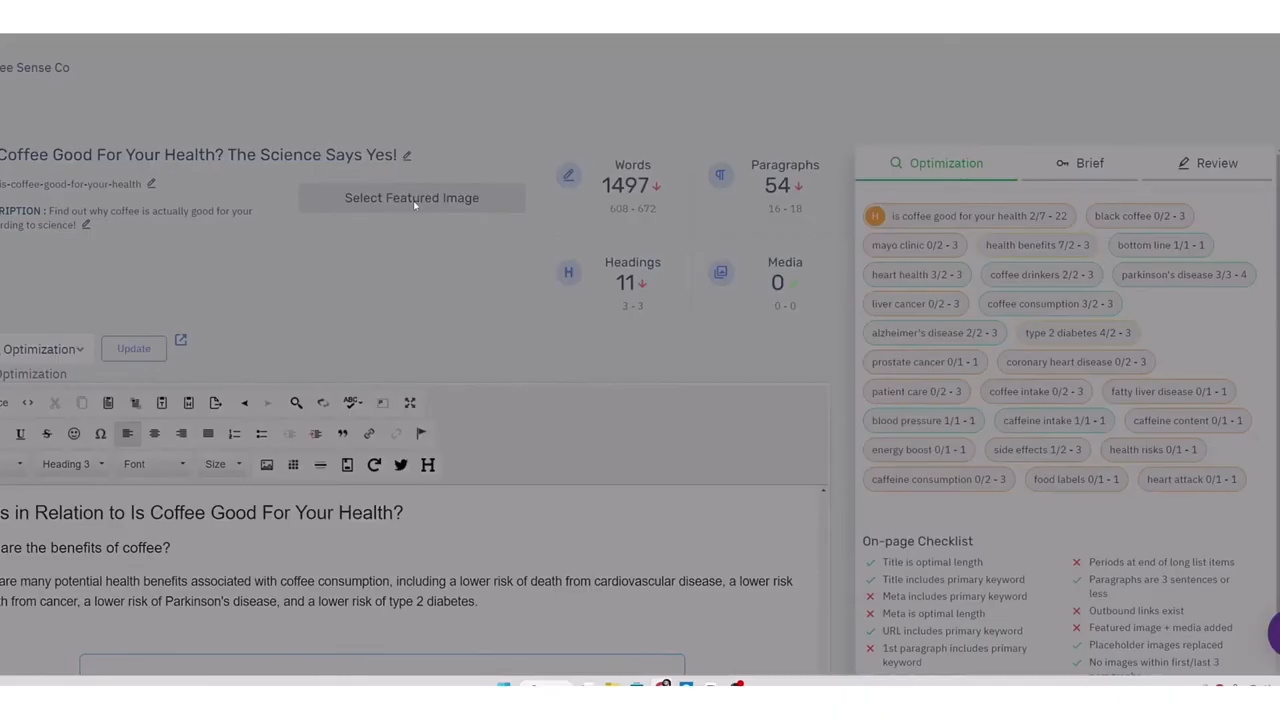 ee Sense Co
Coffee Good For Your Health? The Science Says Yes!
is-coffee-good-for-your-health
RIPTION : Find out why coffee is actually good for your
rding to science!
Select Featured Image
Words
1497
608 - 672
Paragraphs
54
16 - 18
Headings
11
3 - 3
Media
0
0 - 0
Optimization
Update
Optimization
ce
ABC
U
S
Ω
Heading 3
Font
Size
H
s in Relation to Is Coffee Good For Your Health?
are the benefits of coffee?
are many potential health benefits associated with coffee consumption, including a lower risk of death from cardiovascular disease, a lower risk
th from cancer, a lower risk of Parkinson's disease, and a lower risk of type 2 diabetes.
Optimization
Brief
Review
H is coffee good for your health 2/7 - 22
black coffee 0/2 - 3
mayo clinic 0/2 - 3
health benefits 7/2 - 3
bottom line 1/1 - 1
heart health 3/2 - 3
coffee drinkers 2/2 - 3
parkinson's disease 3/3 - 4
liver cancer 0/2 - 3
coffee consumption 3/2 - 3
alzheimer's disease 2/2 - 3
type 2 diabetes 4/2 - 3
prostate cancer 0/1 - 1
coronary heart disease 0/2 - 3
patient care 0/2 - 3
coffee intake 0/2 - 3
fatty liver disease 0/1 - 1
blood pressure 1/1 - 1
caffeine intake 1/1 - 1
caffeine content 0/1 - 1
energy boost 0/1 - 1
side effects 1/2 - 3
health risks 0/1 - 1
caffeine consumption 0/2 - 3
food labels 0/1 - 1
heart attack 0/1 - 1
On-page Checklist
Title is optimal length
Title includes primary keyword
Meta includes primary keyword
Meta is optimal length
URL includes primary keyword
1st paragraph includes primary
keyword
Periods at end of long list items
Paragraphs are 3 sentences or
less
Outbound links exist
Featured image + media added
Placeholder images replaced
No images within first/last 3